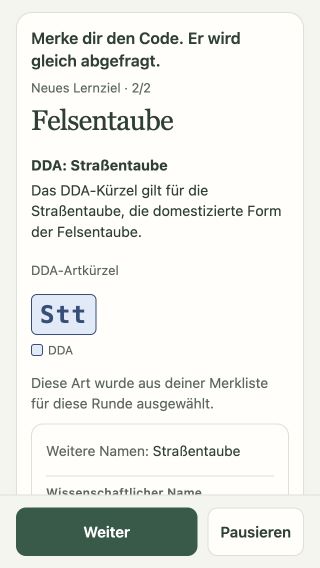 Merke dir den Code. Er wird
gleich abgefragt.
Neues Lernziel · 2/2
Felsentaube
DDA: Straßentaube
Das DDA-Kürzel gilt für die
Straßentaube, die domestizierte Form
der Felsentaube.
DDA-Artkürzel
Stt
DDA
Diese Art wurde aus deiner Merkliste
für diese Runde ausgewählt.
Weitere Namen: Straßentaube
Wissenschaftlicher Name
Weiter
Pausieren